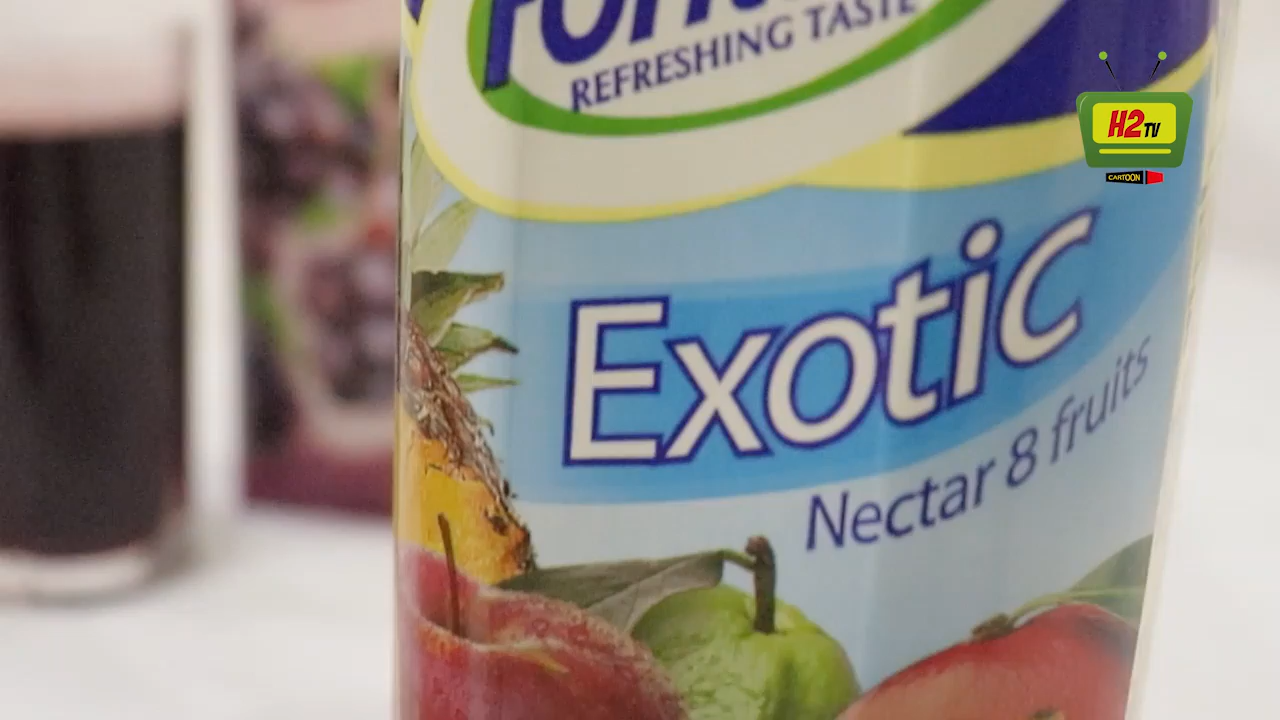 REFRESHING TASTE
H2TV
CARTOON
Exotic
Nectar 8 fruits